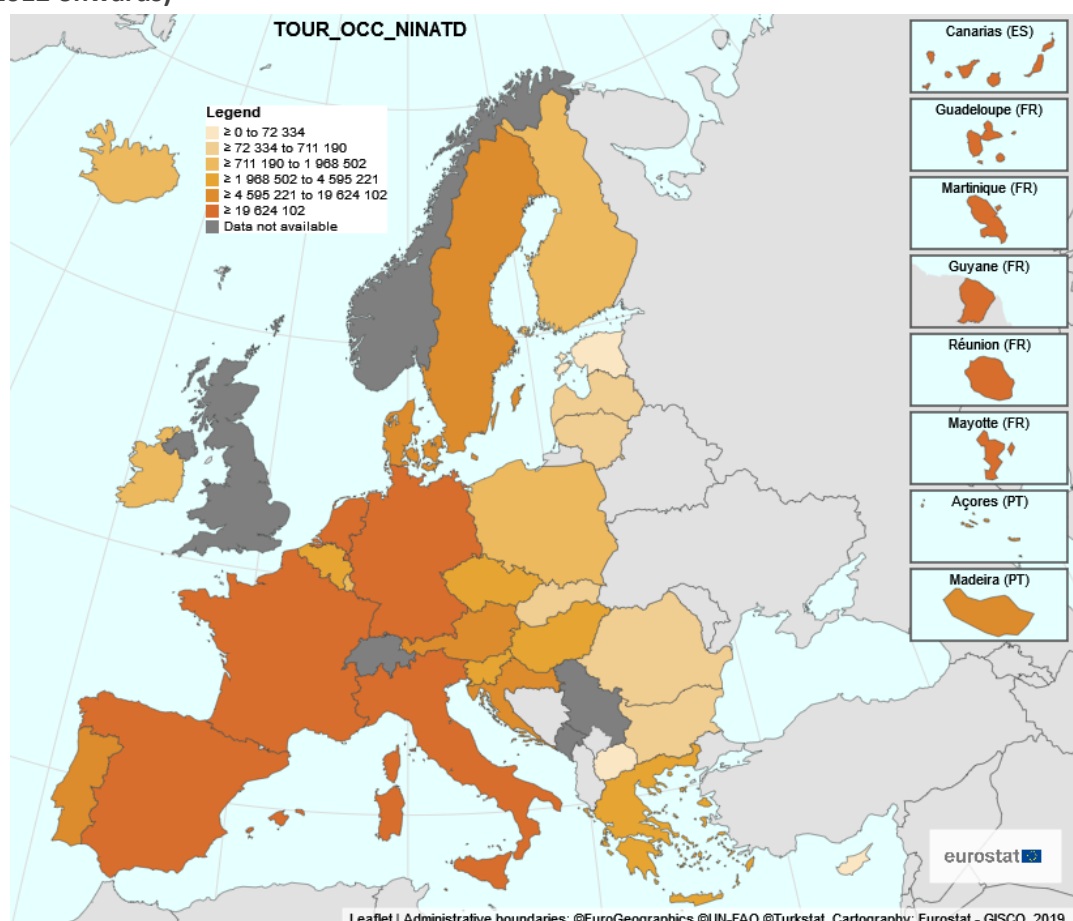 TOUR_OCC_NINATD
Legend
≥ 0 to 72 334
≥ 72 334 to 711 190
≥ 711 190 to 1 968 502
≥ 1 968 502 to 4 595 221
≥ 4 595 221 to 19 624 102
≥ 19 624 102
Data not available
Canarias (ES)
Guadeloupe (FR)
Martinique (FR)
Guyane (FR)
Réunion (FR)
Mayotte (FR)
Açores (PT)
Madeira (PT)
eurostat
Leaflet | Administrative boundaries: ©EuroGeographics ©UN-FAO ©Turkstat, Cartography: Eurostat - GISCO, 2019